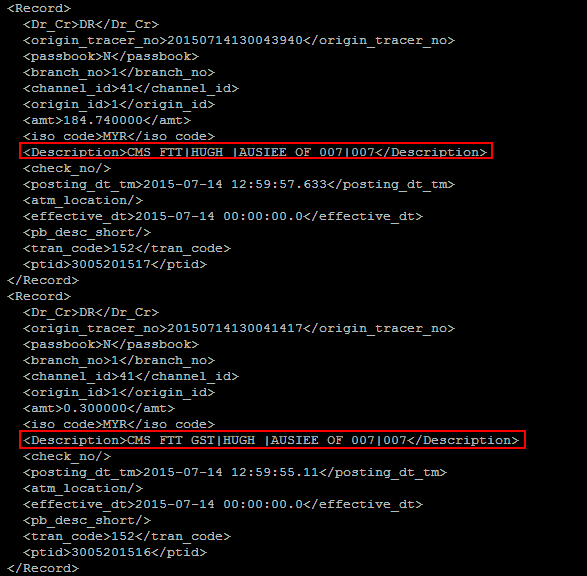 <Record>
<Dr_Cr>DR</Dr_Cr>
<origin_tracer_no>20150714130043940</origin_tracer_no>
<passbook>N</passbook>
<branch_no>1</branch_no>
<channel_id>41</channel_id>
<origin_id>1</origin_id>
<amt>184.740000</amt>
<iso_code>MYR</iso_code>
<Description>CMS FTT|HUGH |AUSIEE OF 007|007</Description>
<check_no/>
<posting_dt_tm>2015-07-14 12:59:57.633</posting_dt_tm>
<atm_location/>
<effective_dt>2015-07-14 00:00:00.0</effective_dt>
<pb_desc_short/>
<tran_code>152</tran_code>
<ptid>3005201517</ptid>
</Record>
<Record>
<Dr_Cr>DR</Dr_Cr>
<origin_tracer_no>20150714130041417</origin_tracer_no>
<passbook>N</passbook>
<branch_no>1</branch_no>
<channel_id>41</channel_id>
<origin_id>1</origin_id>
<amt>0.300000</amt>
<iso_code>MYR</iso_code>
<Description>CMS FTT GST|HUGH |AUSIEE OF 007|007</Description>
<check_no/>
<posting_dt_tm>2015-07-14 12:59:55.11</posting_dt_tm>
<atm_location/>
<effective_dt>2015-07-14 00:00:00.0</effective_dt>
<pb_desc_short/>
<tran_code>152</tran_code>
<ptid>3005201516</ptid>
</Record>